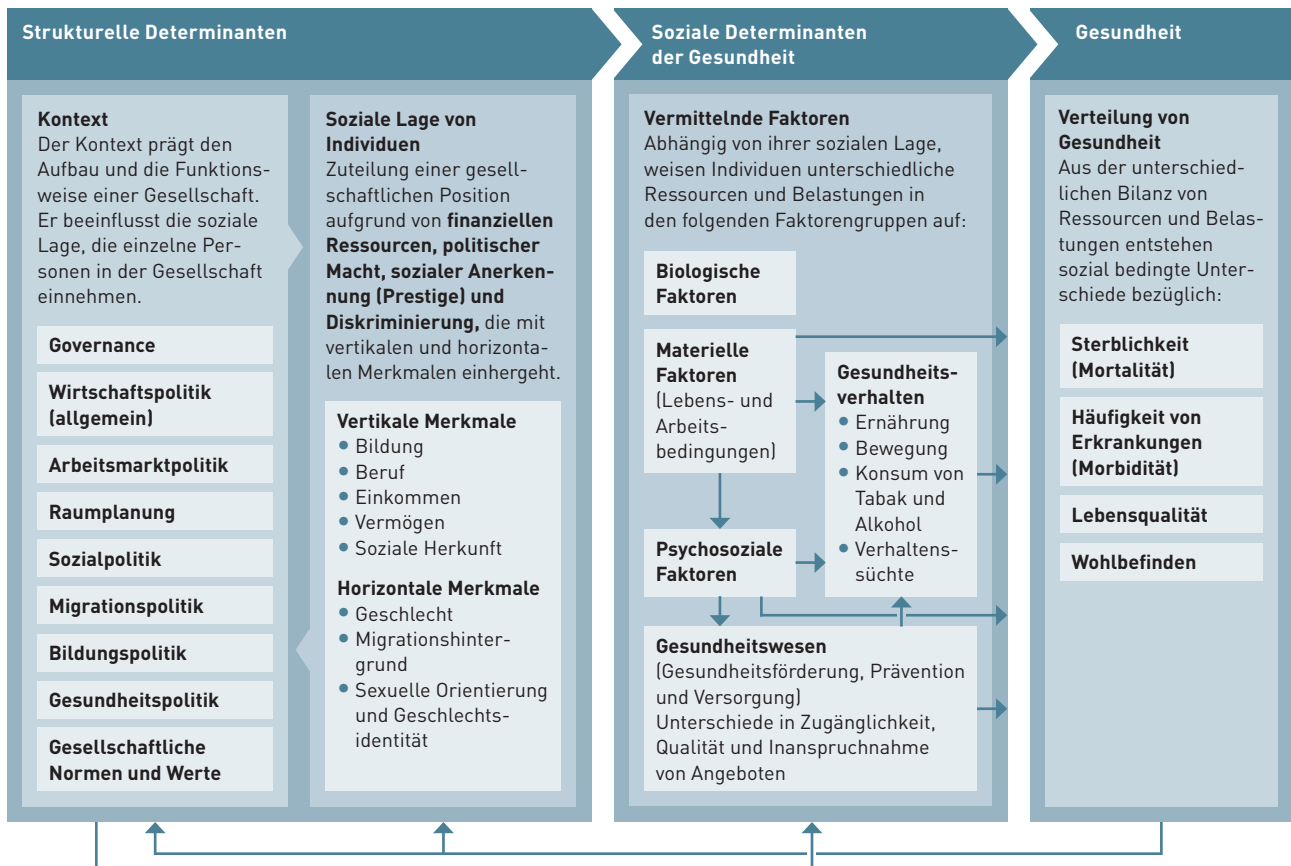 Strukturelle Determinanten
Soziale Determinanten
der Gesundheit
Gesundheit
Kontext
Der Kontext prägt den
Aufbau und die Funktions-
weise einer Gesellschaft.
Er beeinflusst die soziale
Lage, die einzelne Per-
sonen in der Gesellschaft
einnehmen.
Governance
Wirtschaftspolitik
(allgemein)
Arbeitsmarktpolitik
Raumplanung
Sozialpolitik
Migrationspolitik
Bildungspolitik
Gesundheitspolitik
Gesellschaftliche
Normen und Werte
Soziale Lage von
Individuen
Zuteilung einer gesell-
schaftlichen Position
aufgrund von finanziellen
Ressourcen, politischer
Macht, sozialer Anerken-
nung (Prestige) und
Diskriminierung, die mit
vertikalen und horizonta-
len Merkmalen einhergeht.
Vertikale Merkmale
• Bildung
• Beruf
• Einkommen
• Vermögen
• Soziale Herkunft
Horizontale Merkmale
• Geschlecht
• Migrationshinter-
grund
• Sexuelle Orientierung
und Geschlechts-
identität
Vermittelnde Faktoren
Abhängig von ihrer sozialen Lage,
weisen Individuen unterschiedliche
Ressourcen und Belastungen in
den folgenden Faktorengruppen auf:
Biologische
Faktoren
Materielle
Faktoren
(Lebens- und
Arbeits-
bedingungen)
Psychosoziale
Faktoren
Gesundheits-
verhalten
• Ernährung
• Bewegung
• Konsum von
Tabak und
Alkohol
• Verhaltens-
süchte
Gesundheitswesen
(Gesundheitsförderung, Prävention
und Versorgung)
Unterschiede in Zugänglichkeit,
Qualität und Inanspruchnahme
von Angeboten
Verteilung von
Gesundheit
Aus der unterschied-
lichen Bilanz von
Ressourcen und Belas-
tungen entstehen
sozial bedingte Unter-
schiede bezüglich:
Sterblichkeit
(Mortalität)
Häufigkeit von
Erkrankungen
(Morbidität)
Lebensqualität
Wohlbefinden